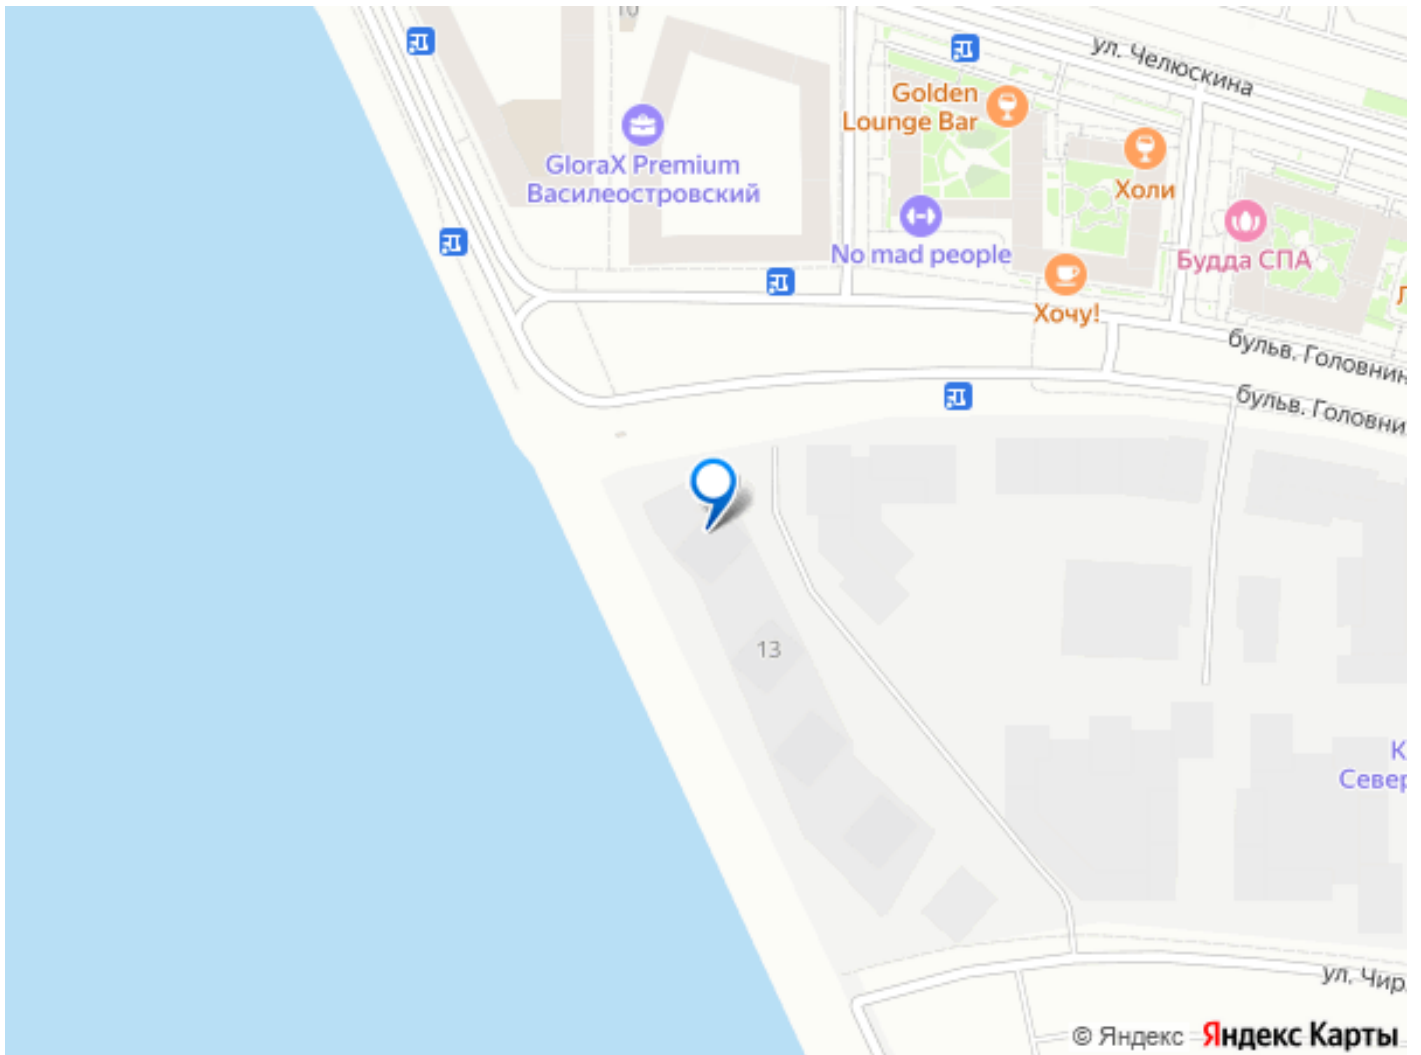 10
ул. Челюскина
Golden
Lounge Bar
GloraX Premium
Василеостровский
Холи
No mad people
Будда СПА
Хочу!
бульв. Головнин
бульв. Головни
13
К
Север
ул. Чир
© Яндекс Яндекс Карты